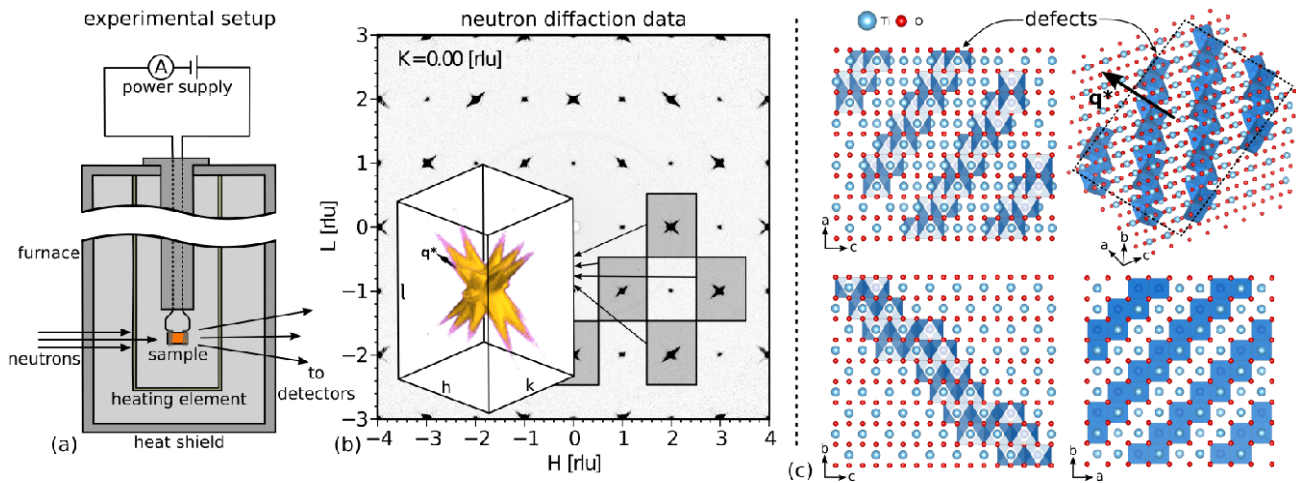 experimental setup
A
power supply
furnace
neutrons
sample
to
detectors
heating element
heat shield
(a)
neutron diffaction data
K=0.00 [rlu]
L [rlu]
3
2
1
0
−1
−2
−3
q*
l
h
k
−4
−3
−2
−1
0
1
2
3
4
H [rlu]
(b)
Ti
O
defects
q*
a
c
a
b
c
b
c
b
a
(c)